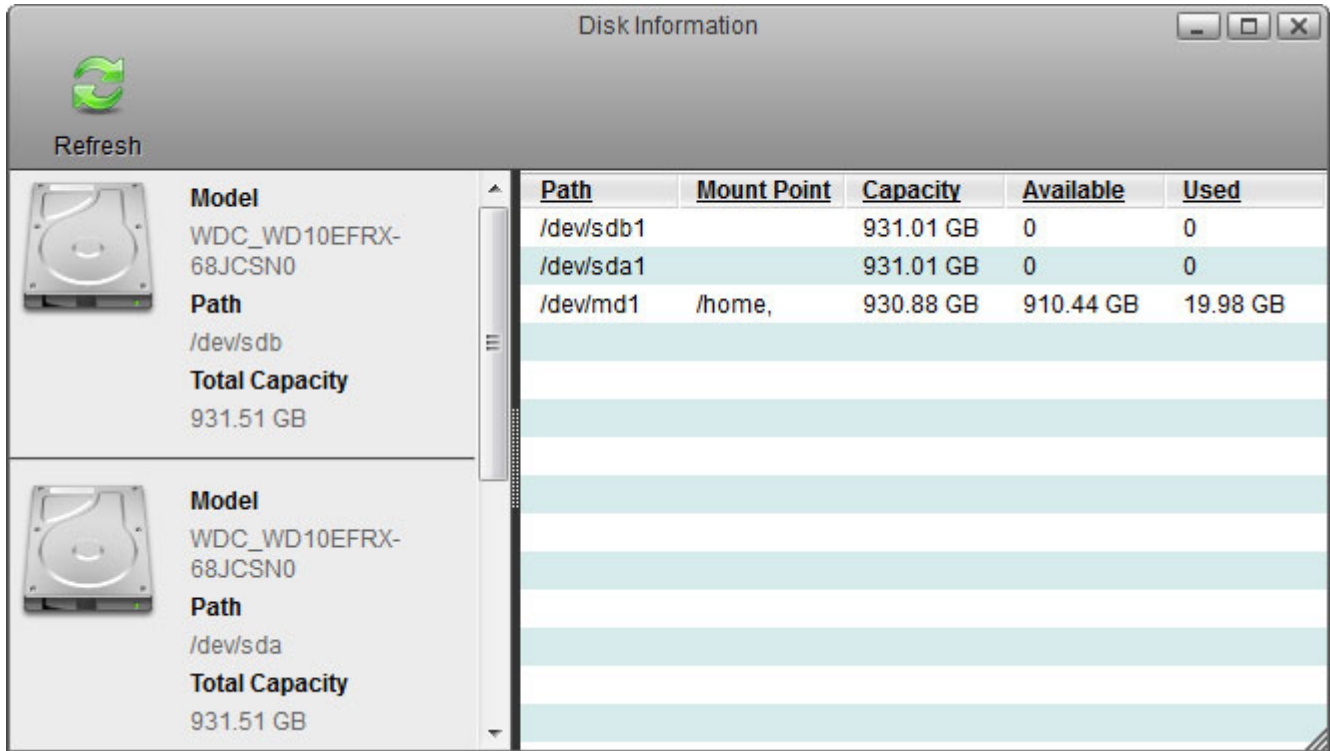 Disk Information
Refresh
Model
WDC_WD10EFRX-
68JCSN0
Path
/dev/sdb
Total Capacity
931.51 GB
Model
WDC_WD10EFRX-
68JCSN0
Path
/dev/sda
Total Capacity
931.51 GB
Path Mount Point Capacity Available Used
/dev/sdb1 931.01 GB 0 0
/dev/sda1 931.01 GB 0 0
/dev/md1 /home, 930.88 GB 910.44 GB 19.98 GB